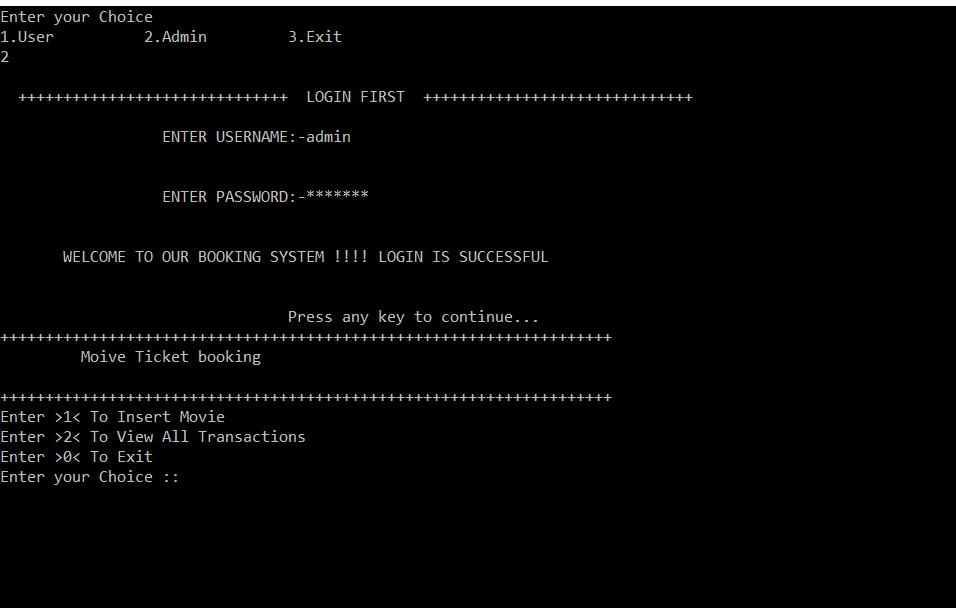 Enter your Choice
1.User          2.Admin         3.Exit
2
++++++++++++++++++++++++++++++  LOGIN FIRST  ++++++++++++++++++++++++++++++
ENTER USERNAME:-admin
ENTER PASSWORD:-*******
WELCOME TO OUR BOOKING SYSTEM !!!! LOGIN IS SUCCESSFUL
Press any key to continue...
++++++++++++++++++++++++++++++++++++++++++++++++++++++++++++++++++++
Moive Ticket booking
++++++++++++++++++++++++++++++++++++++++++++++++++++++++++++++++++++
Enter >1< To Insert Movie
Enter >2< To View All Transactions
Enter >0< To Exit
Enter your Choice ::